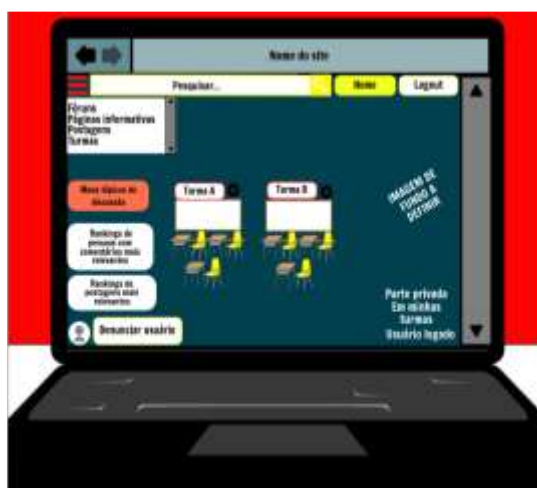 Nome do site
Pesquisar...
Home
Logout
Fóruns
Páginas informativas
Postagens
Turmas
Meus tópicos de
discussão
Turma A
Turma B
Rankings de
pessoas com
comentários mais
relevantes
Rankings de
postagens mais
relevantes
Denunciar usuário
IMAGEM DE
FUNDO A
DEFINIR
Parte privada
Em minhas
turmas
Usuário logado